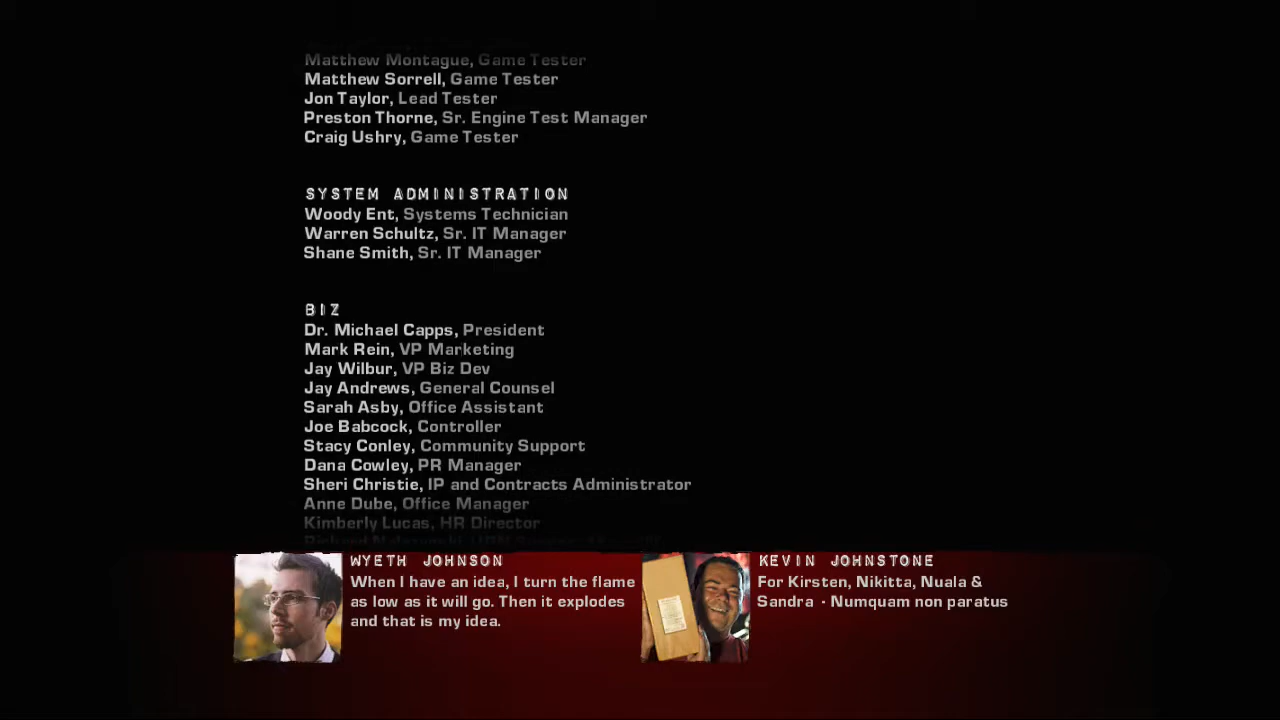 Matthew Montague, Game Tester
Matthew Sorrell, Game Tester
Jon Taylor, Lead Tester
Preston Thorne, Sr. Engine Test Manager
Craig Ushry, Game Tester
SYSTEM ADMINISTRATION
Woody Ent, Systems Technician
Warren Schultz, Sr. IT Manager
Shane Smith, Sr. IT Manager
BIZ
Dr. Michael Capps, President
Mark Rein, VP Marketing
Jay Wilbur, VP Biz Dev
Jay Andrews, General Counsel
Sarah Asby, Office Assistant
Joe Babcock, Controller
Stacy Conley, Community Support
Dana Cowley, PR Manager
Sheri Christie, IP and Contracts Administrator
Anne Dube, Office Manager
Kimberly Lucas, HR Director
WYETH JOHNSON
When I have an idea, I turn the flame
as low as it will go. Then it explodes
and that is my idea.
KEVIN JOHNSTONE
For Kirsten, Nikitta, Nuala &
Sandra - Numquam non paratus